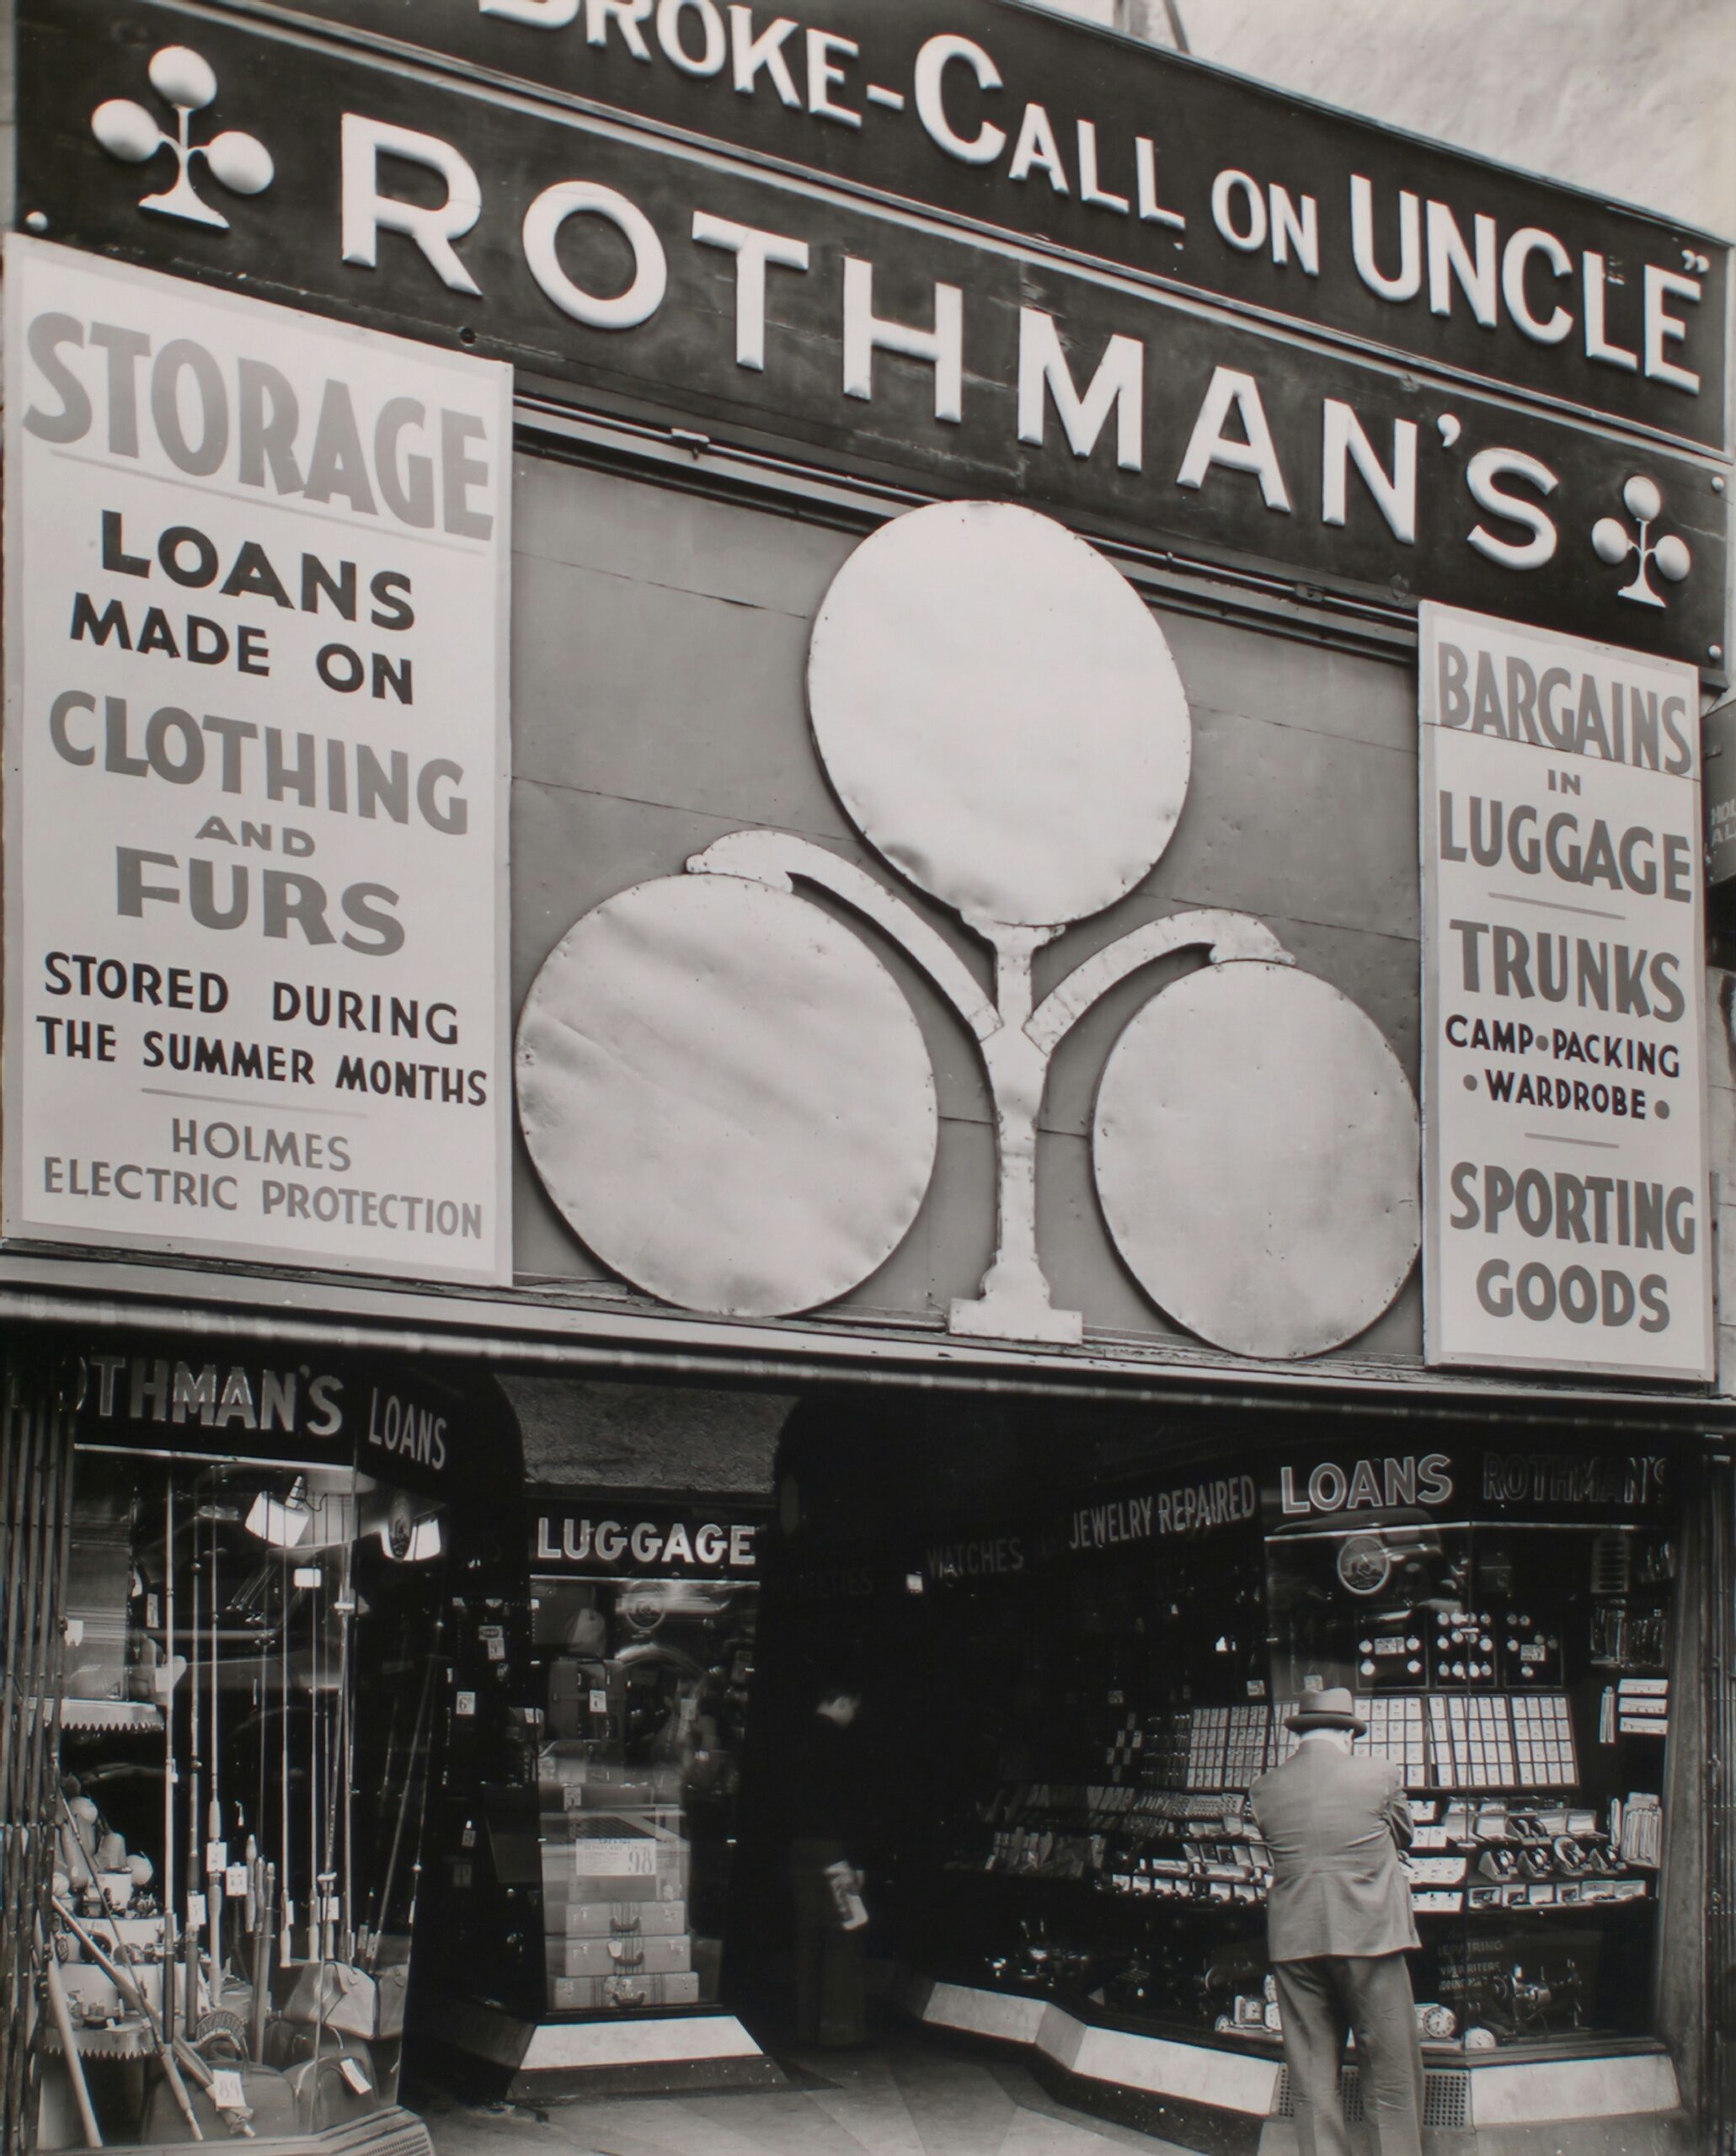 BROKE-CALL ON UNCLE"
ROTHMAN'S
STORAGE
LOANS
MADE ON
CLOTHING
AND
FURS
STORED DURING
THE SUMMER MONTHS
HOLMES
ELECTRIC PROTECTION
BARGAINS
IN
LUGGAGE
TRUNKS
CAMP•PACKING
•WARDROBE•
SPORTING
GOODS
OTHMAN'S LOANS
LUGGAGE
WATCHES
JEWELRY REPAIRED
LOANS ROTHMAN'S
98